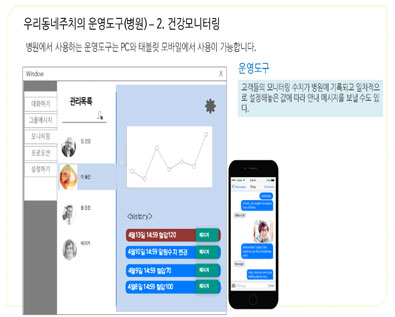 우리동네주치의 운영도구(병원) – 2. 건강모니터링
병원에서 사용하는 운영도구는 PC와 태블릿 모바일에서 사용이 가능합니다.
운영도구
고객들의 모니터링 수치가 병원에 기록되고 일차적으
로 설정해놓은 값에 따라 안내 메시지를 보낼 수도 있
다.
Window
X
대화하기
그룹메시지
모니터링
프로모션
설정하기
관리목록
<history>
4월13일 14:59 혈압120
메시지
4월10일 14:59 알림수치 변경
메시지
4월9일 14:59 혈압70
메시지
4월8일 14:59 혈압100
메시지